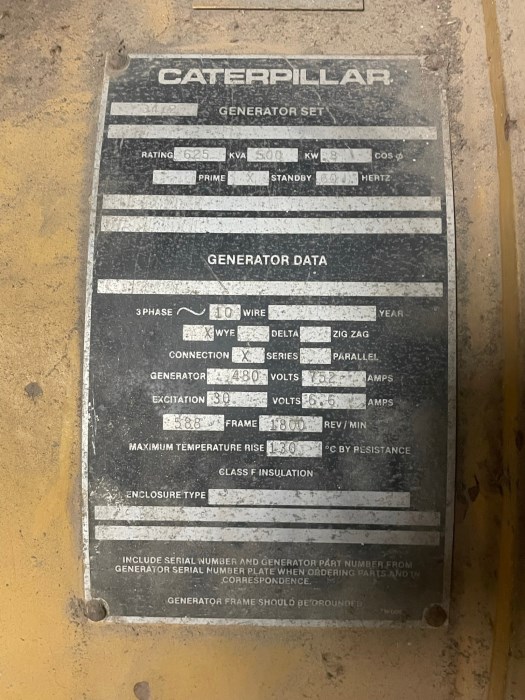 CATERPILLAR
3412 GENERATOR SET
RATING 625 KVA 500 KW .8 COS φ
PRIME X STANDBY 60 HERTZ
GENERATOR DATA
3 PHASE ~ 10 WIRE YEAR
X WYE DELTA ZIG ZAG
CONNECTION X SERIES PARALLEL
GENERATOR 480 VOLTS 752 AMPS
EXCITATION 30 VOLTS 6.6 AMPS
588 FRAME 1800 REV / MIN
MAXIMUM TEMPERATURE RISE 130 °C BY RESISTANCE
CLASS F INSULATION
ENCLOSURE TYPE
INCLUDE SERIAL NUMBER AND GENERATOR PART NUMBER FROM
GENERATOR SERIAL NUMBER PLATE WHEN ORDERING PARTS AND IN
CORRESPONDENCE.
GENERATOR FRAME SHOULD BE GROUNDED